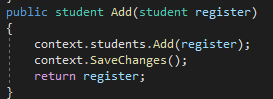 public student Add(student register)
{
    context.students.Add(register);
    context.SaveChanges();
    return register;
}